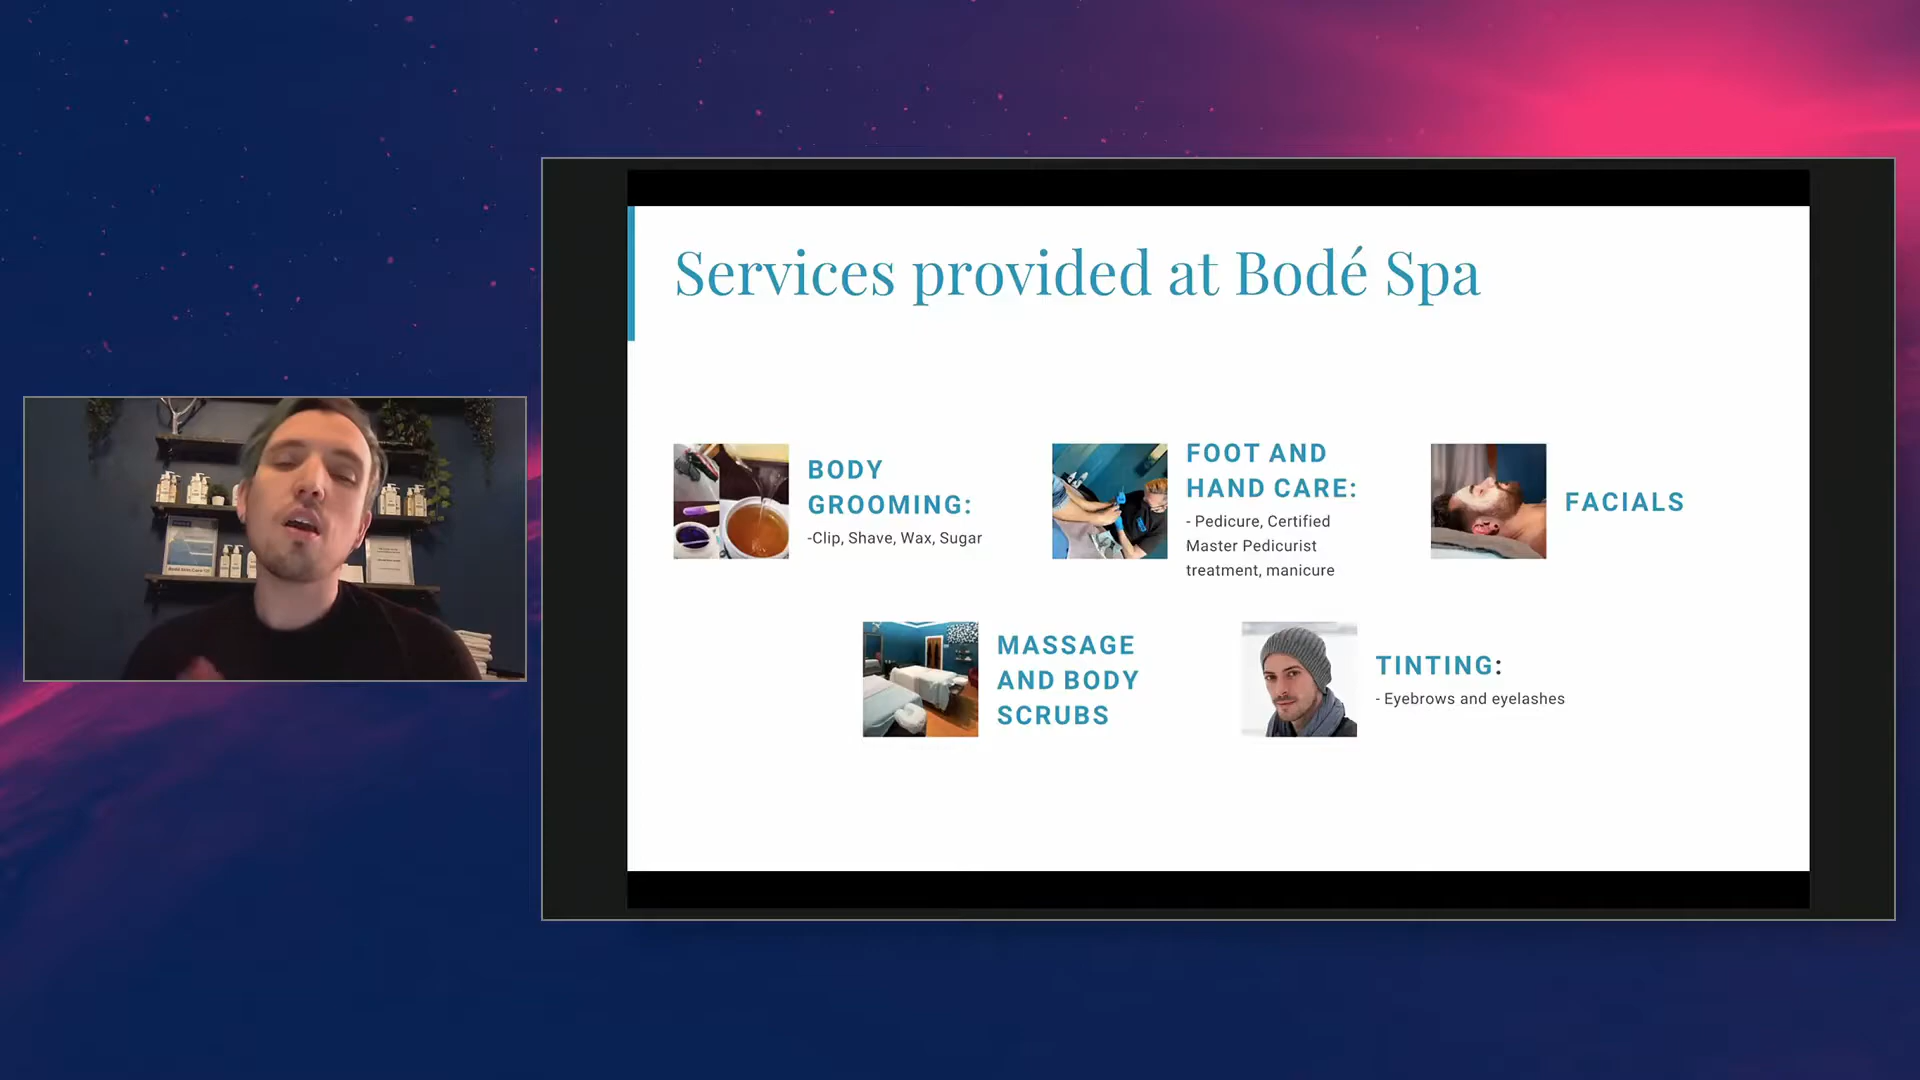 Services provided at Bodé Spa
BODY
GROOMING:
-Clip, Shave, Wax, Sugar
FOOT AND
HAND CARE:
- Pedicure, Certified
Master Pedicurist
treatment, manicure
FACIALS
MASSAGE
AND BODY
SCRUBS
TINTING:
- Eyebrows and eyelashes